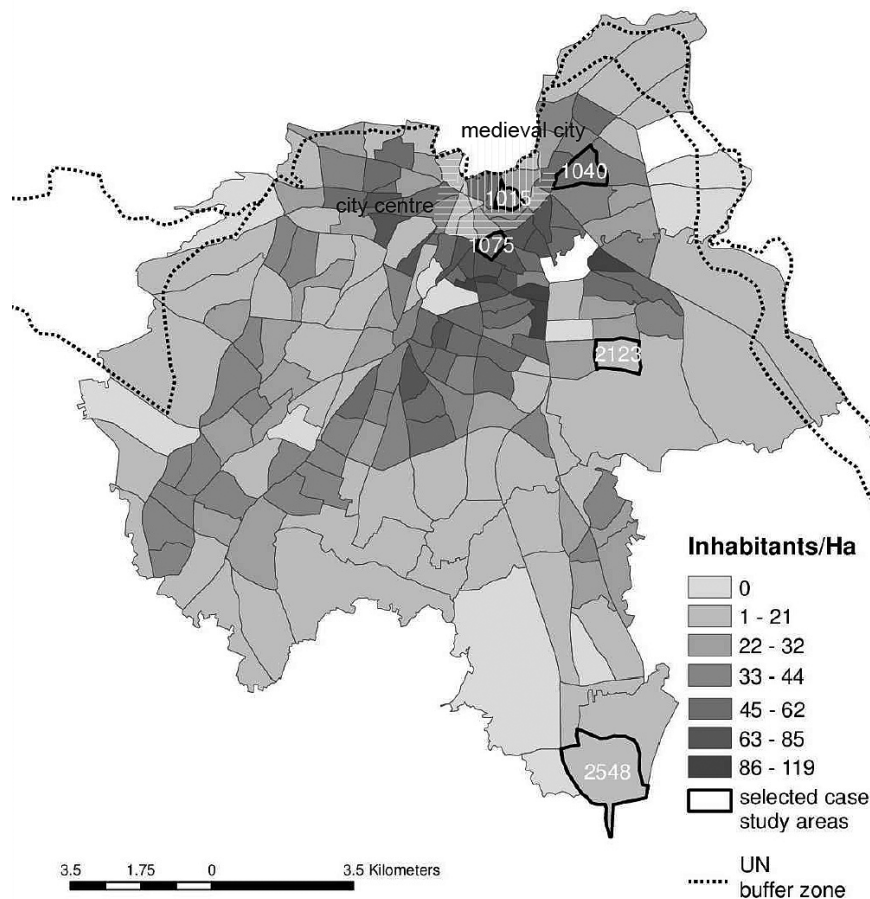 medieval city
1040
1015
city centre
1075
2123
2548
Inhabitants/Ha
0
1 - 21
22 - 32
33 - 44
45 - 62
63 - 85
86 - 119
selected case
study areas
UN
buffer zone
3.5 1.75 0 3.5 Kilometers